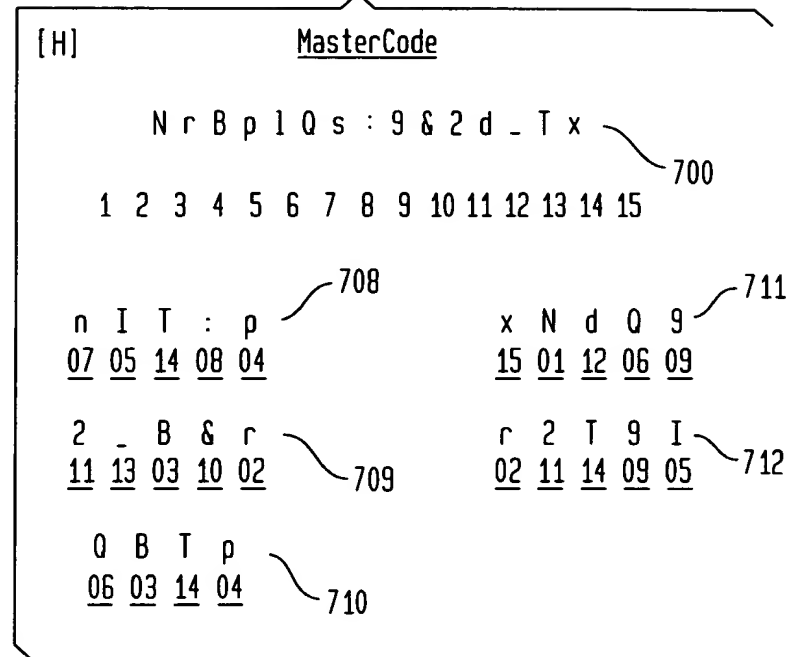 [H] MasterCode
N r B p l Q s : 9 & 2 d _ T x
700
1 2 3 4 5 6 7 8 9 10 11 12 13 14 15
708
n I T : p
07 05 14 08 04
711
x N d Q 9
15 01 12 06 09
2 _ B & r
11 13 03 10 02
709
r 2 T 9 I
02 11 14 09 05
712
Q B T p
06 03 14 04
710